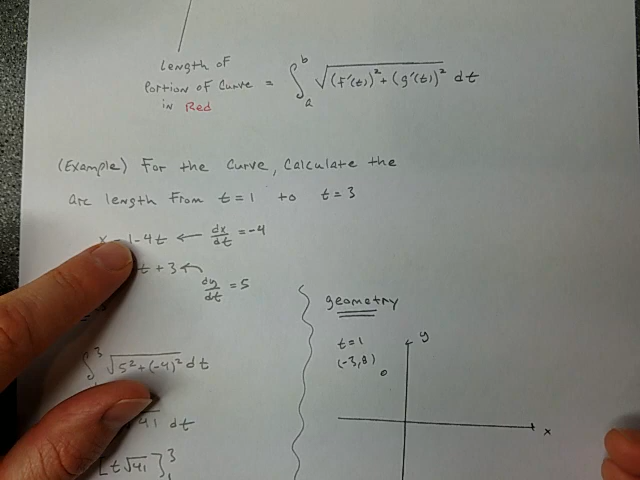 Length of
Portion of Curve = ∫ₐᵇ √(f'(t))² + (g'(t))² dt
in Red
(Example) For the Curve, Calculate the
arc length from t = 1 to t = 3
x = 1-4t ← dx/dt = -4
t + 3 ← dy/dt = 5
∫₁³ √5² + (-4)² dt
√41 dt
[t√41]₁³
geometry
t = 1
(-3,8)
y
x